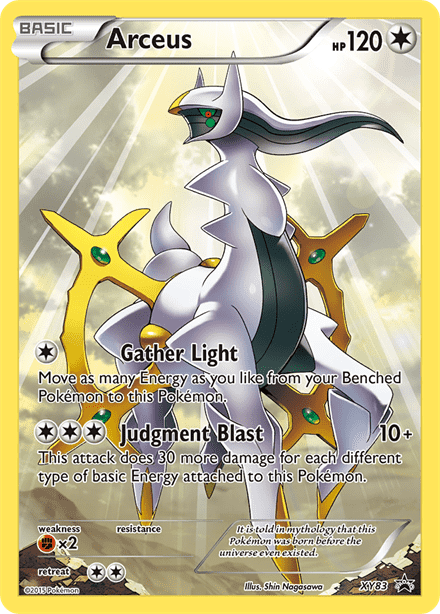 BASIC
Arceus
HP120
Gather Light
Move as many Energy as you like from your Benched
Pokémon to this Pokémon.
Judgment Blast 10+
This attack does 30 more damage for each different
type of basic Energy attached to this Pokémon.
weakness resistance
×2
It is told in mythology that this
Pokémon was born before the
universe even existed.
retreat
©2015 Pokémon
Illus. Shin Nagasawa
XY83